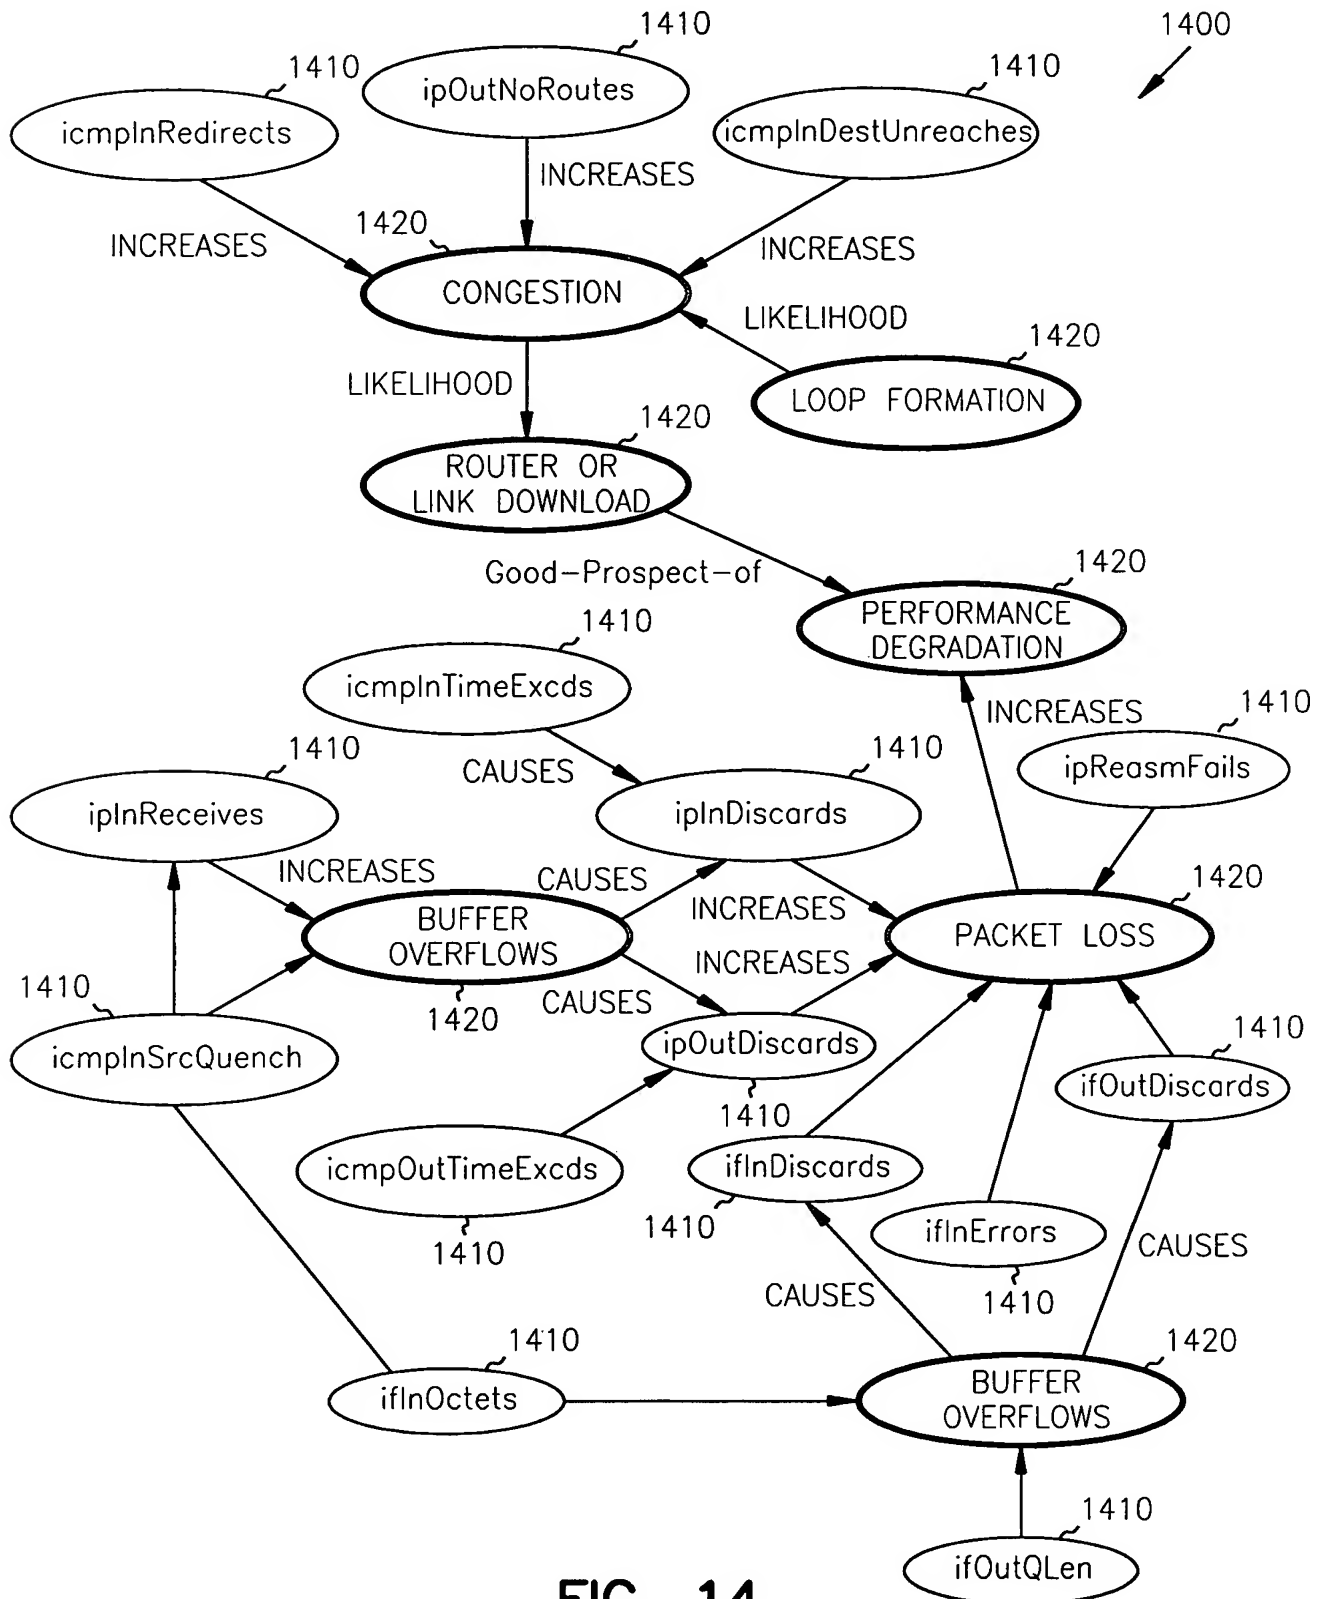 1410
1400
1410
1410
ipOutNoRoutes
icmpInRedirects
icmpInDestUnreaches
INCREASES
1420
INCREASES
INCREASES
CONGESTION
LIKELIHOOD
1420
LIKELIHOOD
LOOP FORMATION
1420
ROUTER OR
LINK DOWNLOAD
Good-Prospect-of
1420
PERFORMANCE
DEGRADATION
1410
icmpInTimeExcds
INCREASES
1410
1410
1410
CAUSES
ipReasmFails
ipInReceives
ipInDiscards
INCREASES
CAUSES
1420
INCREASES
BUFFER
OVERFLOWS
PACKET LOSS
INCREASES
1410
CAUSES
1420
1410
icmpInSrcQuench
ipOutDiscards
ifOutDiscards
1410
icmpOutTimeExcds
ifInDiscards
1410
1410
ifInErrors
CAUSES
CAUSES
1410
1410
1420
BUFFER
OVERFLOWS
ifInOctets
1410
ifOutQLen
FIG. 14